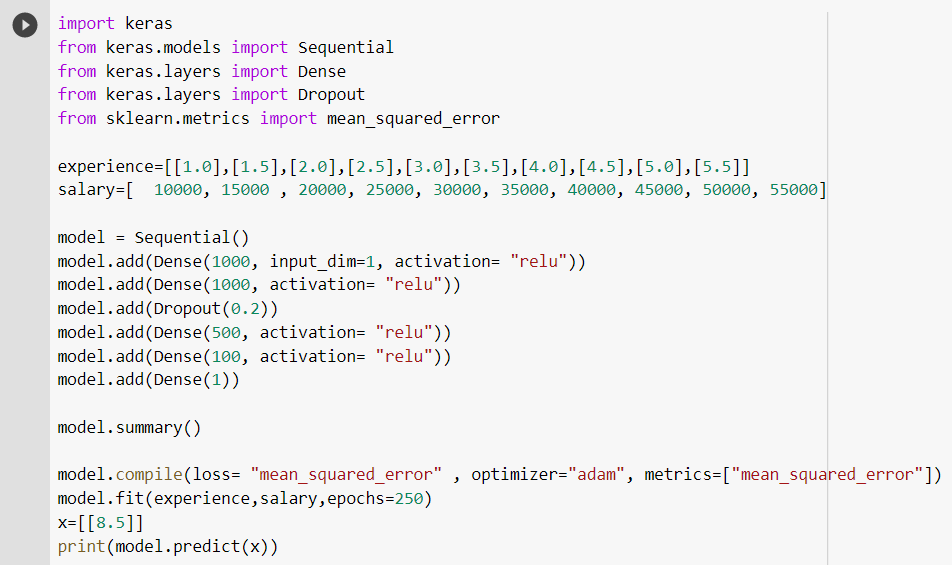 import keras
from keras.models import Sequential
from keras.layers import Dense
from keras.layers import Dropout
from sklearn.metrics import mean_squared_error
experience=[[1.0],[1.5],[2.0],[2.5],[3.0],[3.5],[4.0],[4.5],[5.0],[5.5]]
salary=[  10000, 15000 , 20000, 25000, 30000, 35000, 40000, 45000, 50000, 55000]
model = Sequential()
model.add(Dense(1000, input_dim=1, activation= "relu"))
model.add(Dense(1000, activation= "relu"))
model.add(Dropout(0.2))
model.add(Dense(500, activation= "relu"))
model.add(Dense(100, activation= "relu"))
model.add(Dense(1))
model.summary()
model.compile(loss= "mean_squared_error" , optimizer="adam", metrics=["mean_squared_error"])
model.fit(experience,salary,epochs=250)
x=[[8.5]]
print(model.predict(x))